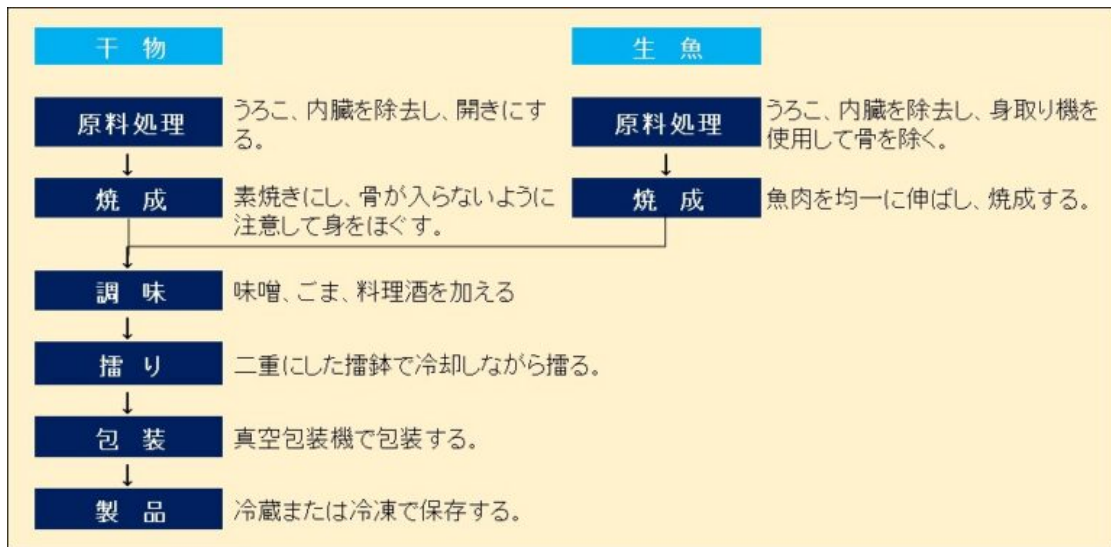 干 物
生 魚
原料処理
うろこ、内臓を除去し、開きにす
る。
原料処理
うろこ、内臓を除去し、身取り機を
使用して骨を除く。
↓
↓
焼 成
素焼きにし、骨が入らないように
注意して身をほぐす。
焼 成
魚肉を均一に伸ばし、焼成する。
調 味
味噌、ごま、料理酒を加える
↓
擂 り
二重にした擂鉢で冷却しながら擂る。
↓
包 装
真空包装機で包装する。
↓
製 品
冷蔵または冷凍で保存する。